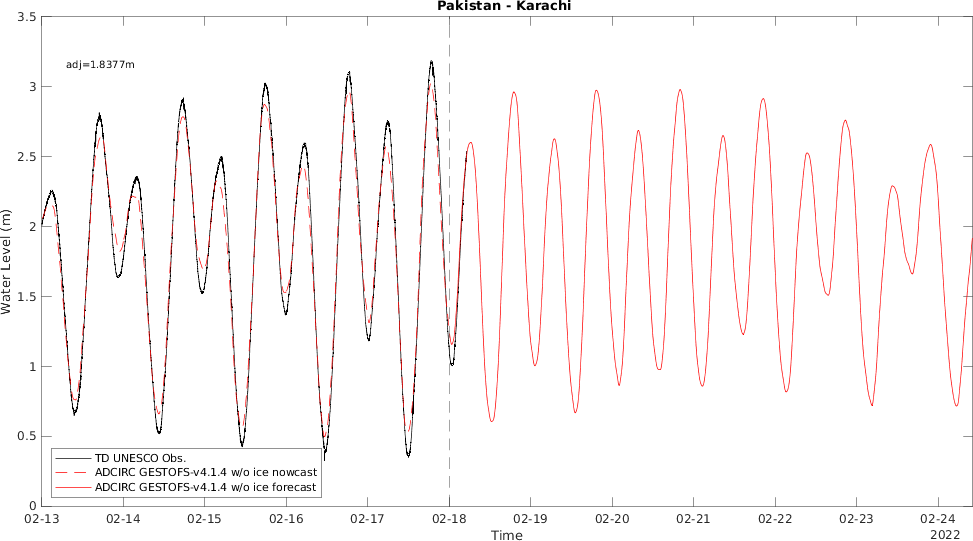 Pakistan - Karachi
adj=1.8377m
Water Level (m)
3.5
3
2.5
2
1.5
1
0.5
0
TD UNESCO Obs.
ADCIRC GESTOFS-v4.1.4 w/o ice nowcast
ADCIRC GESTOFS-v4.1.4 w/o ice forecast
02-13 02-14 02-15 02-16 02-17 02-18 02-19 02-20 02-21 02-22 02-23 02-24
Time
2022